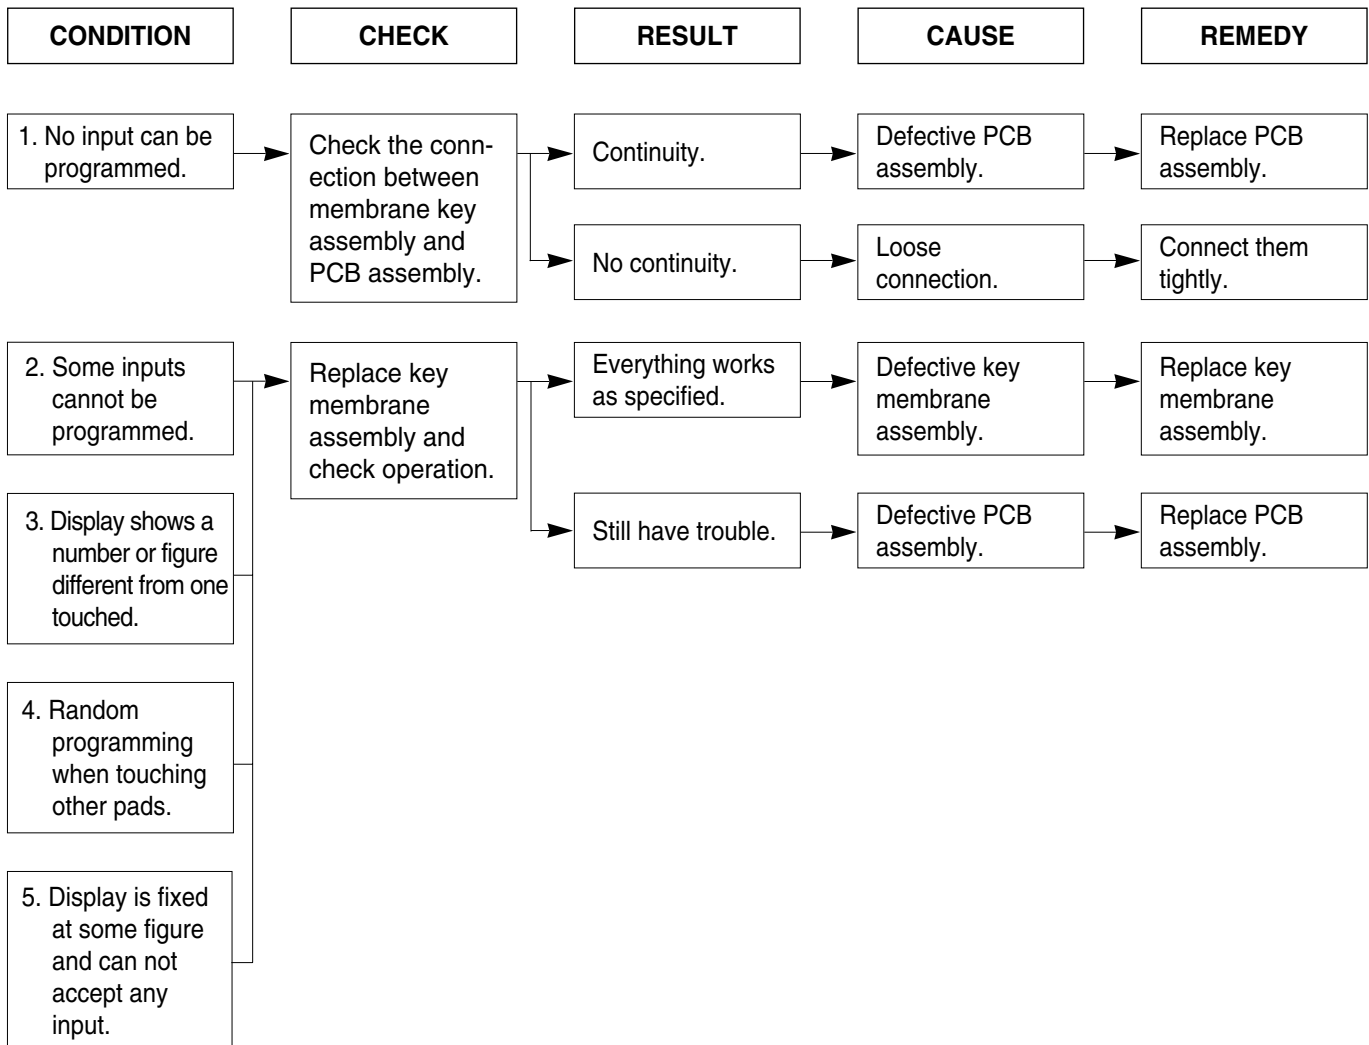 CONDITION
CHECK
RESULT
CAUSE
REMEDY
1. No input can be
programmed.
Check the conn-
ection between
membrane key
assembly and
PCB assembly.
Continuity.
Defective PCB
assembly.
Replace PCB
assembly.
No continuity.
Loose
connection.
Connect them
tightly.
2. Some inputs
cannot be
programmed.
Replace key
membrane
assembly and
check operation.
Everything works
as specified.
Defective key
membrane
assembly.
Replace key
membrane
assembly.
3. Display shows a
number or figure
different from one
touched.
Still have trouble.
Defective PCB
assembly.
Replace PCB
assembly.
4. Random
programming
when touching
other pads.
5. Display is fixed
at some figure
and can not
accept any
input.